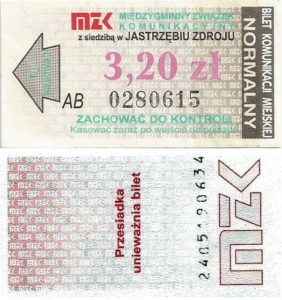 mzk MIĘDZYGMINNY ZWIĄZEK
KOMUNIKACYJNY
z siedzibą w JASTRZĘBIU ZDROJU
3,20 zł
AB 0280615
ZACHOWAĆ DO KONTROLI
Kasować zaraz po wejściu do pojazdu
BILET KOMUNIKACJI MIEJSKIEJ
NORMALNY
Przesiadka
unieważnia bilet
2405190634
mzk